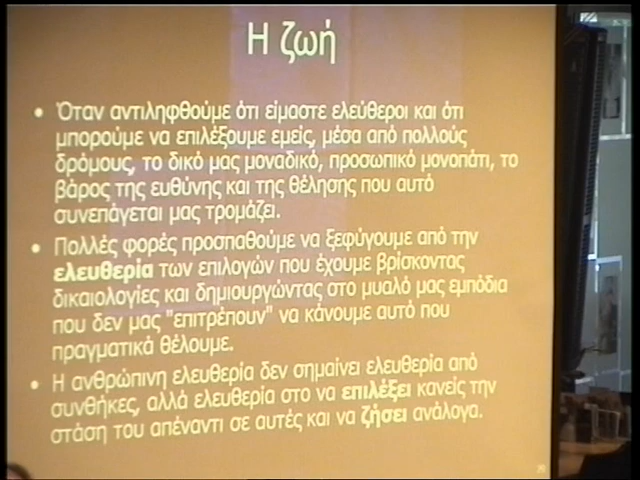 Η ζωή
• Όταν αντιληφθούμε ότι είμαστε ελεύθεροι και ότι
μπορούμε να επιλέξουμε εμείς, μέσα από πολλούς
δρόμους, το δικό μας μοναδικό, προσωπικό μονοπάτι, το
βάρος της ευθύνης και της θέλησης που αυτό
συνεπάγεται μας τρομάζει.
• Πολλές φορές προσπαθούμε να ξεφύγουμε από την
ελευθερία των επιλογών που έχουμε βρίσκοντας
δικαιολογίες και δημιουργώντας στο μυαλό μας εμπόδια
που δεν μας "επιτρέπουν" να κάνουμε αυτό που
πραγματικά θέλουμε.
• Η ανθρώπινη ελευθερία δεν σημαίνει ελευθερία από
συνθήκες, αλλά ελευθερία στο να επιλέξει κανείς την
στάση του απέναντι σε αυτές και να ζήσει ανάλογα.